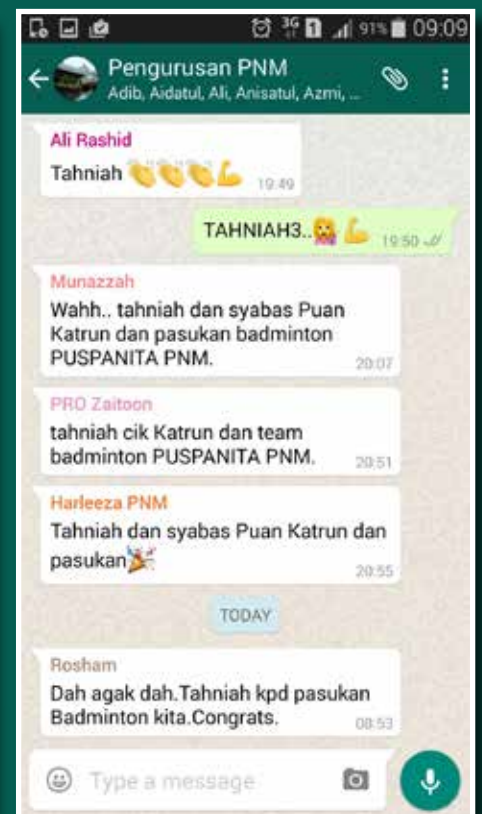 3G 1 91% 09:09
Pengurusan PNM
Adib, Aidatul, Ali, Anisatul, Azmi, ...
Ali Rashid
Tahniah 👏👏👏💪 19:49
TAHNIAH3..🙊💪 19:50
Munazzah
Wahh.. tahniah dan syabas Puan
Katrun dan pasukan badminton
PUSPANITA PNM. 20:07
PRO Zaitoon
tahniah cik Katrun dan team
badminton PUSPANITA PNM. 20:51
Harleeza PNM
Tahniah dan syabas Puan Katrun dan
pasukan🎉 20:55
TODAY
Rosham
Dah agak dah.Tahniah kpd pasukan
Badminton kita.Congrats. 08:53
Type a message